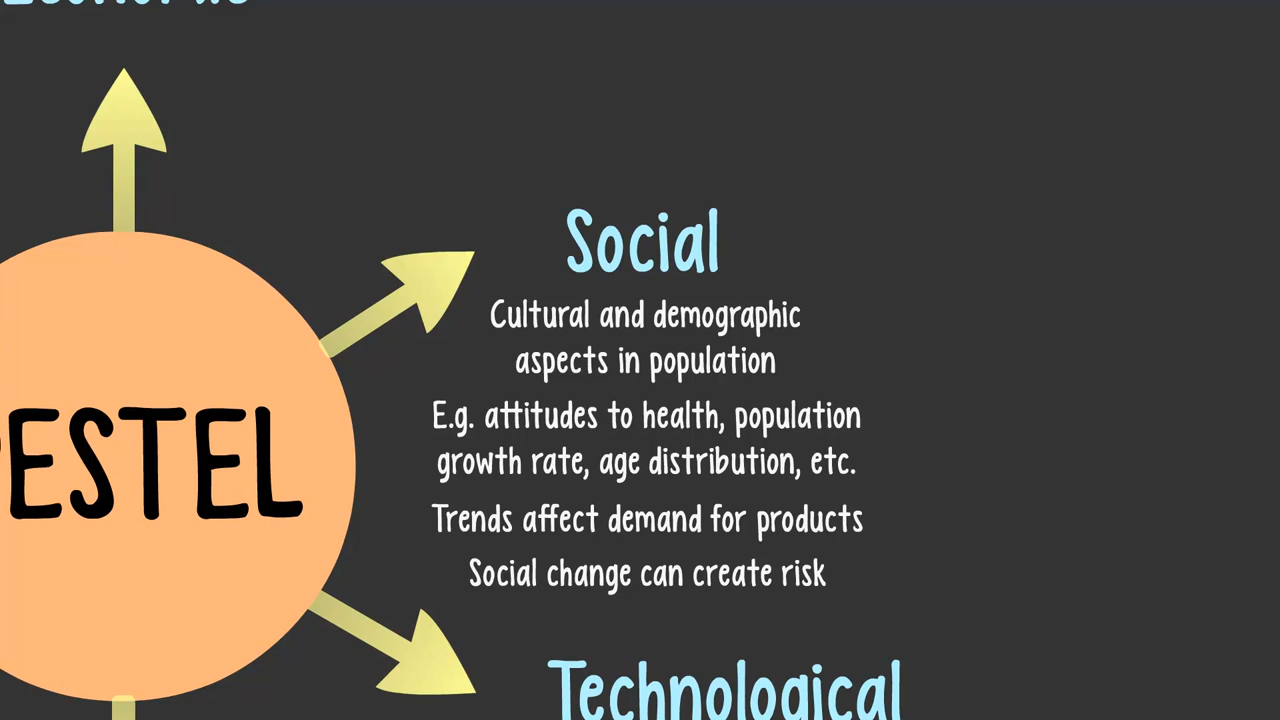 Economic
Social
Cultural and demographic
aspects in population
E.g. attitudes to health, population
growth rate, age distribution, etc.
Trends affect demand for products
Social change can create risk
ESTEL
Technological